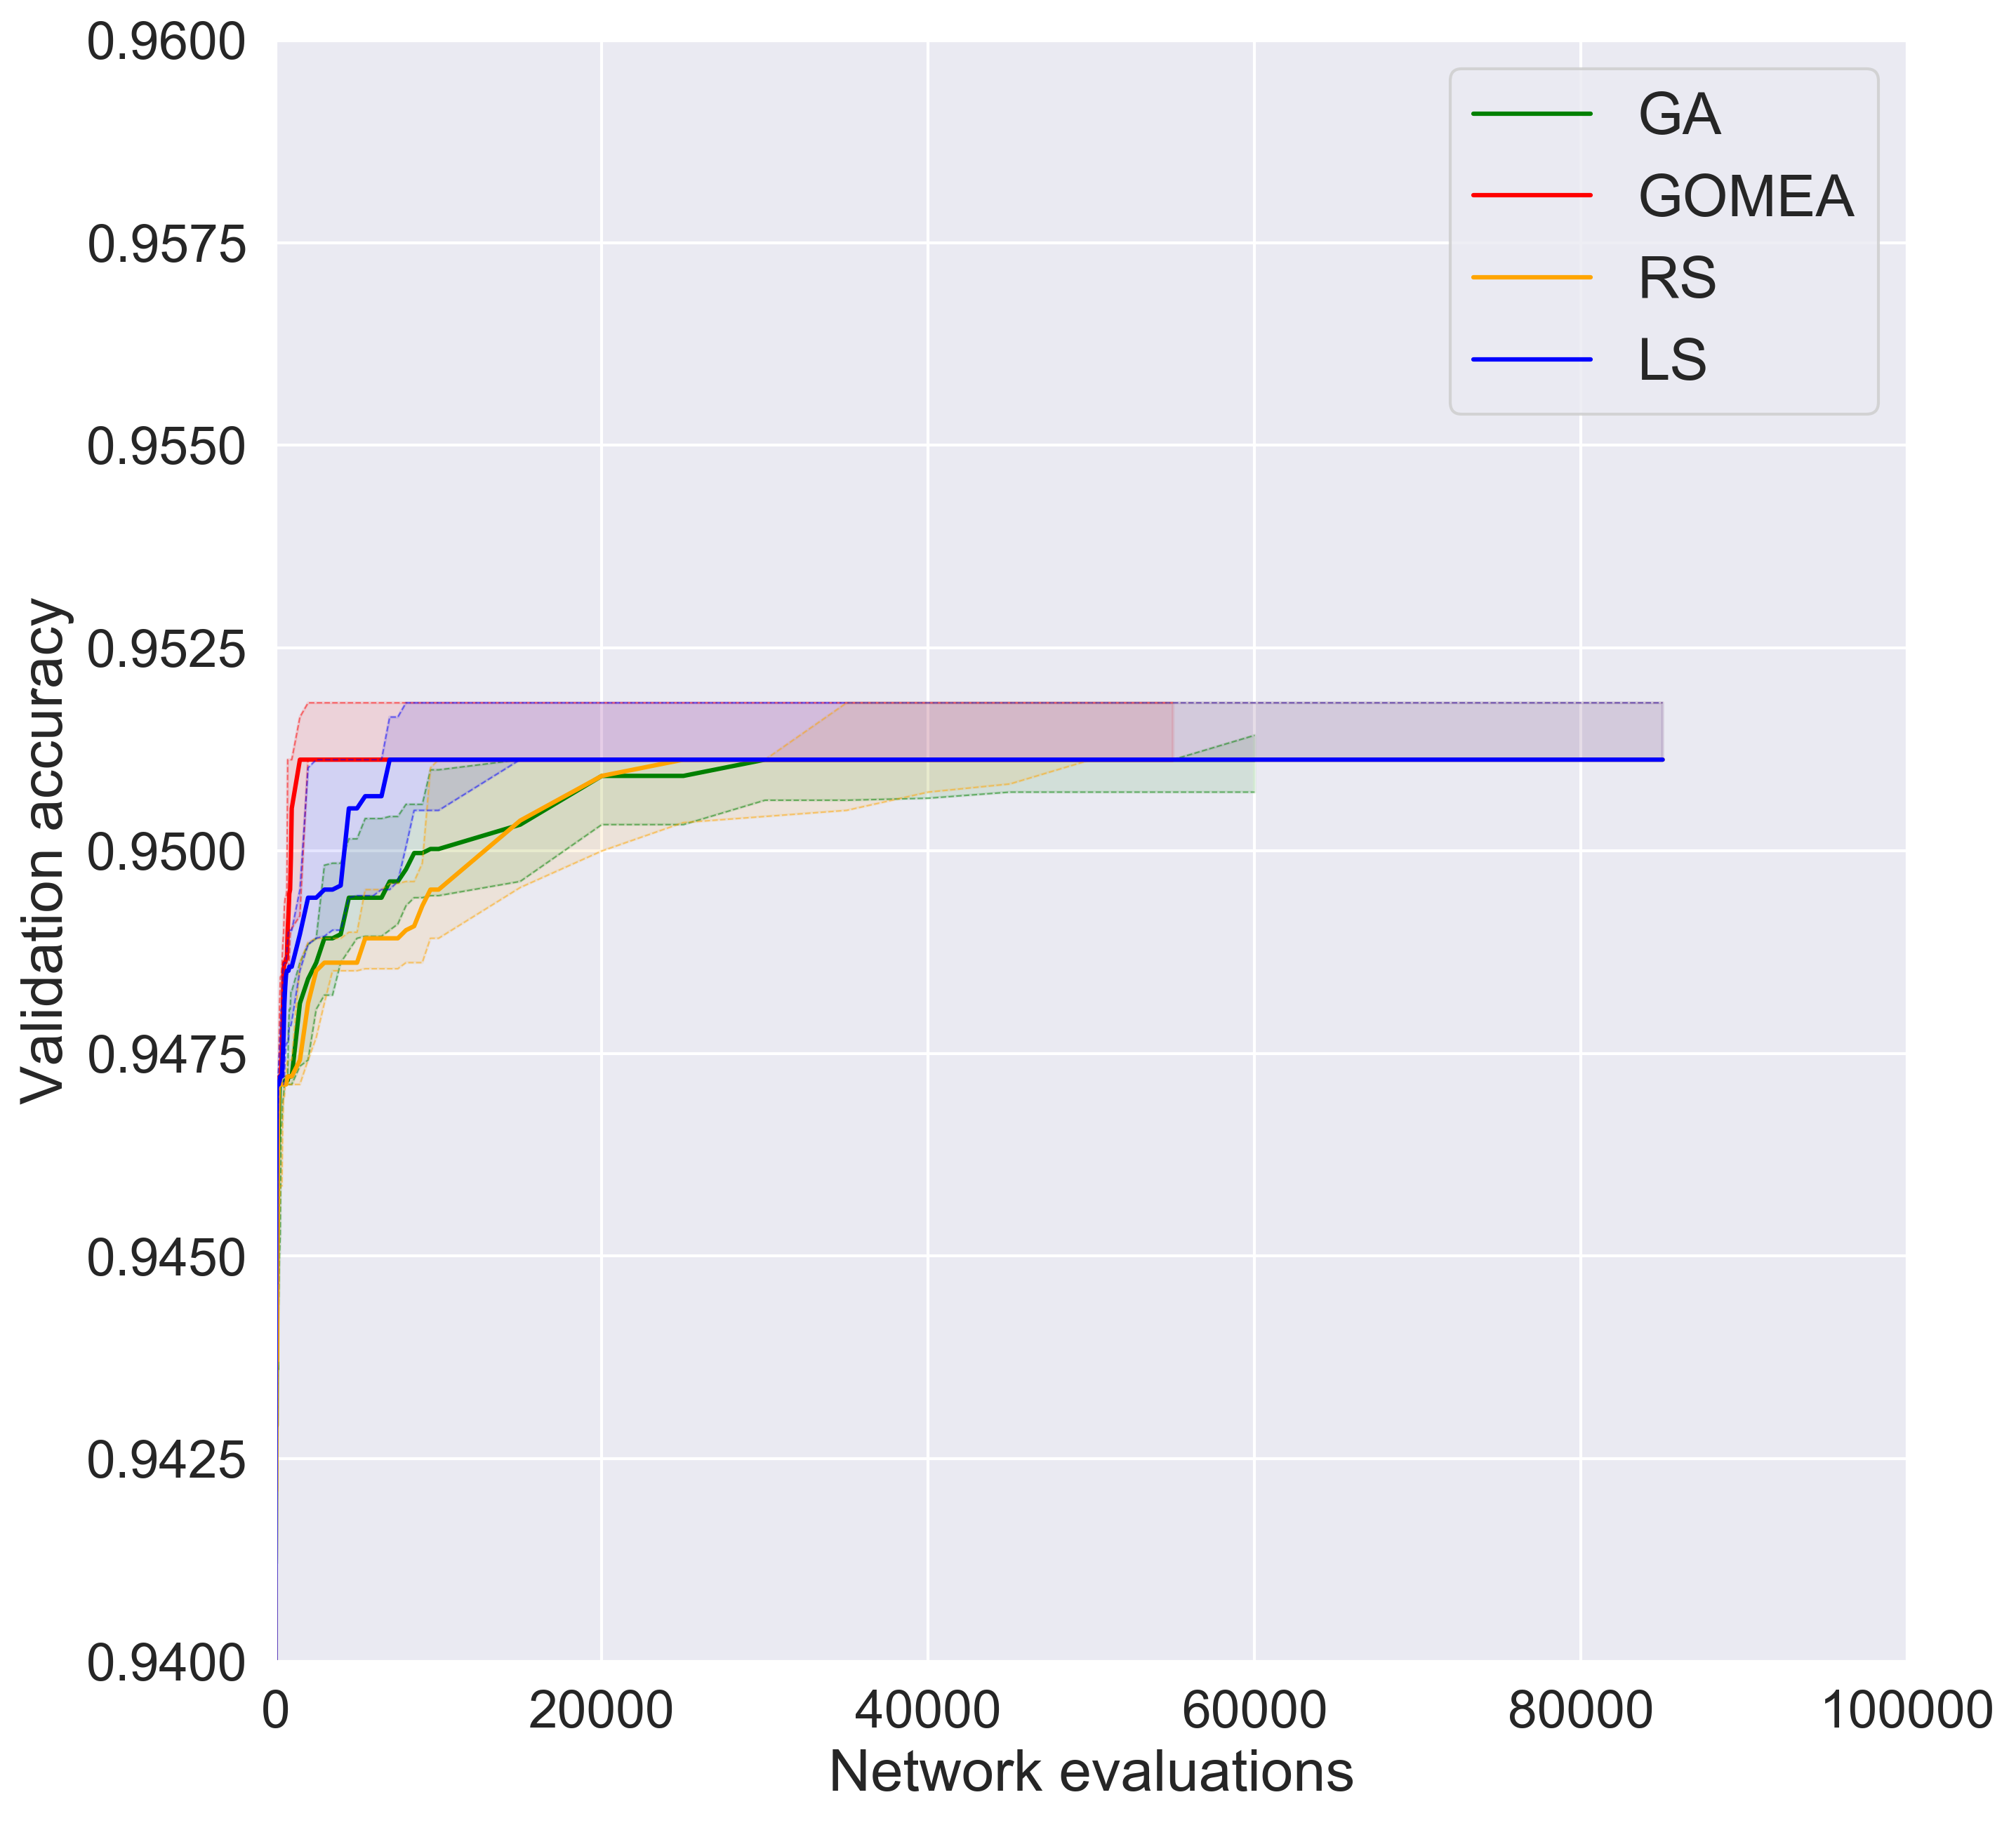 0.9600
0.9575
0.9550
0.9525
0.9500
0.9475
0.9450
0.9425
0.9400
Validation accuracy
GA
GOMEA
RS
LS
0 20000 40000 60000 80000 100000
Network evaluations